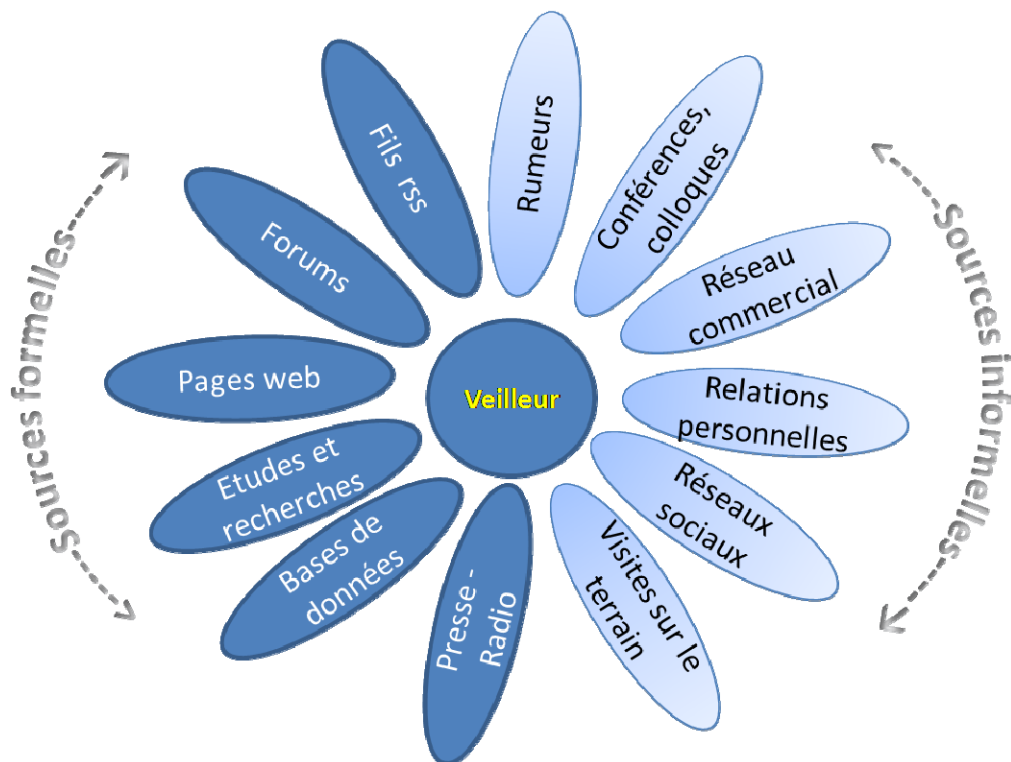 Sources formelles
Fils rss
Forums
Pages web
Etudes et
recherches
Bases de
données
Presse -
Radio
Veilleur
Rumeurs
Conférences,
colloques
Réseau
commercial
Relations
personnelles
Réseaux
sociaux
Visites sur le
terrain
Sources informelles